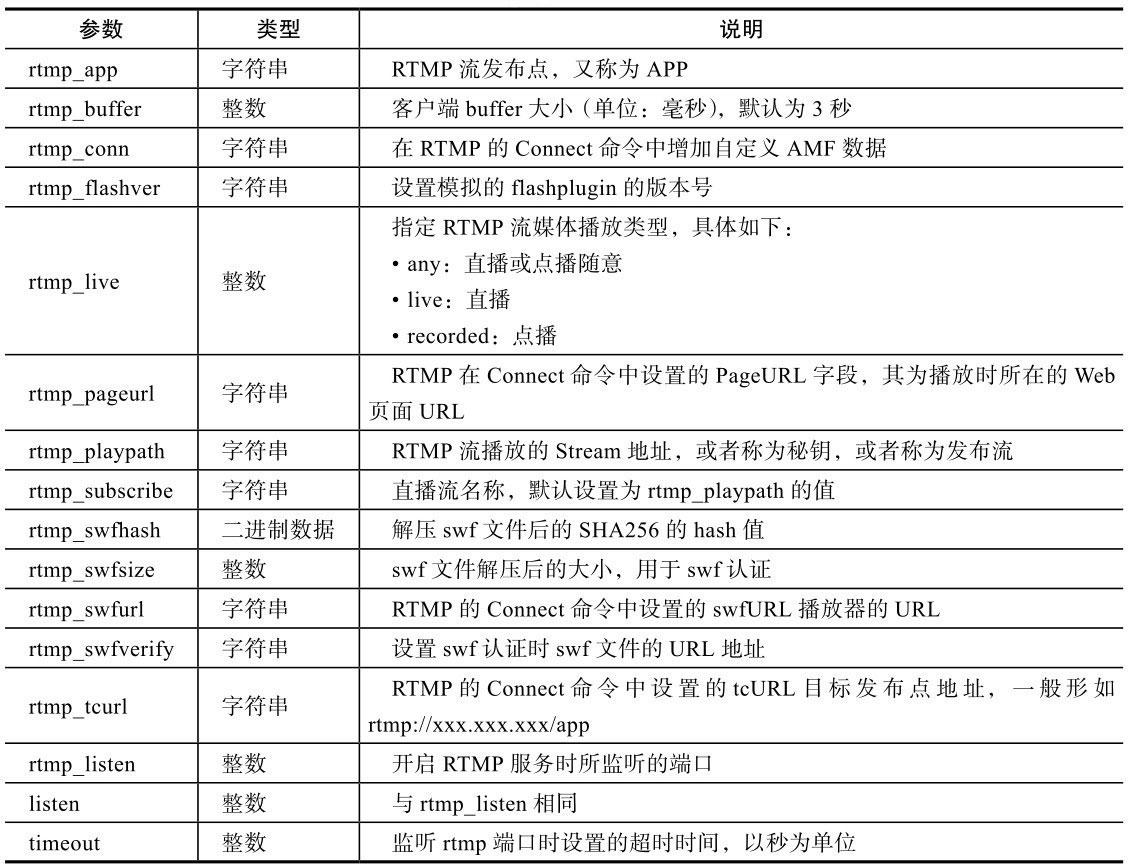 参数 类型 说明
rtmp_app 字符串 RTMP 流发布点，又称为 APP
rtmp_buffer 整数 客户端 buffer 大小（单位：毫秒），默认为 3 秒
rtmp_conn 字符串 在 RTMP 的 Connect 命令中增加自定义 AMF 数据
rtmp_flashver 字符串 设置模拟的 flashplugin 的版本号
rtmp_live 整数 指定 RTMP 流媒体播放类型，具体如下：
• any：直播或点播随意
• live：直播
• recorded：点播
rtmp_pageurl 字符串 RTMP 在 Connect 命令中设置的 PageURL 字段，其为播放时所在的 Web
页面 URL
rtmp_playpath 字符串 RTMP 流播放的 Stream 地址，或者称为秘钥，或者称为发布流
rtmp_subscribe 字符串 直播流名称，默认设置为 rtmp_playpath 的值
rtmp_swfhash 二进制数据 解压 swf 文件后的 SHA256 的 hash 值
rtmp_swfsize 整数 swf 文件解压后的大小，用于 swf 认证
rtmp_swfurl 字符串 RTMP 的 Connect 命令中设置的 swfURL 播放器的 URL
rtmp_swfverify 字符串 设置 swf 认证时 swf 文件的 URL 地址
rtmp_tcurl 字符串 RTMP 的 Connect 命令中设置的 tcURL 目标发布点地址，一般形如
rtmp://xxx.xxx.xxx/app
rtmp_listen 整数 开启 RTMP 服务时所监听的端口
listen 整数 与 rtmp_listen 相同
timeout 整数 监听 rtmp 端口时设置的超时时间，以秒为单位